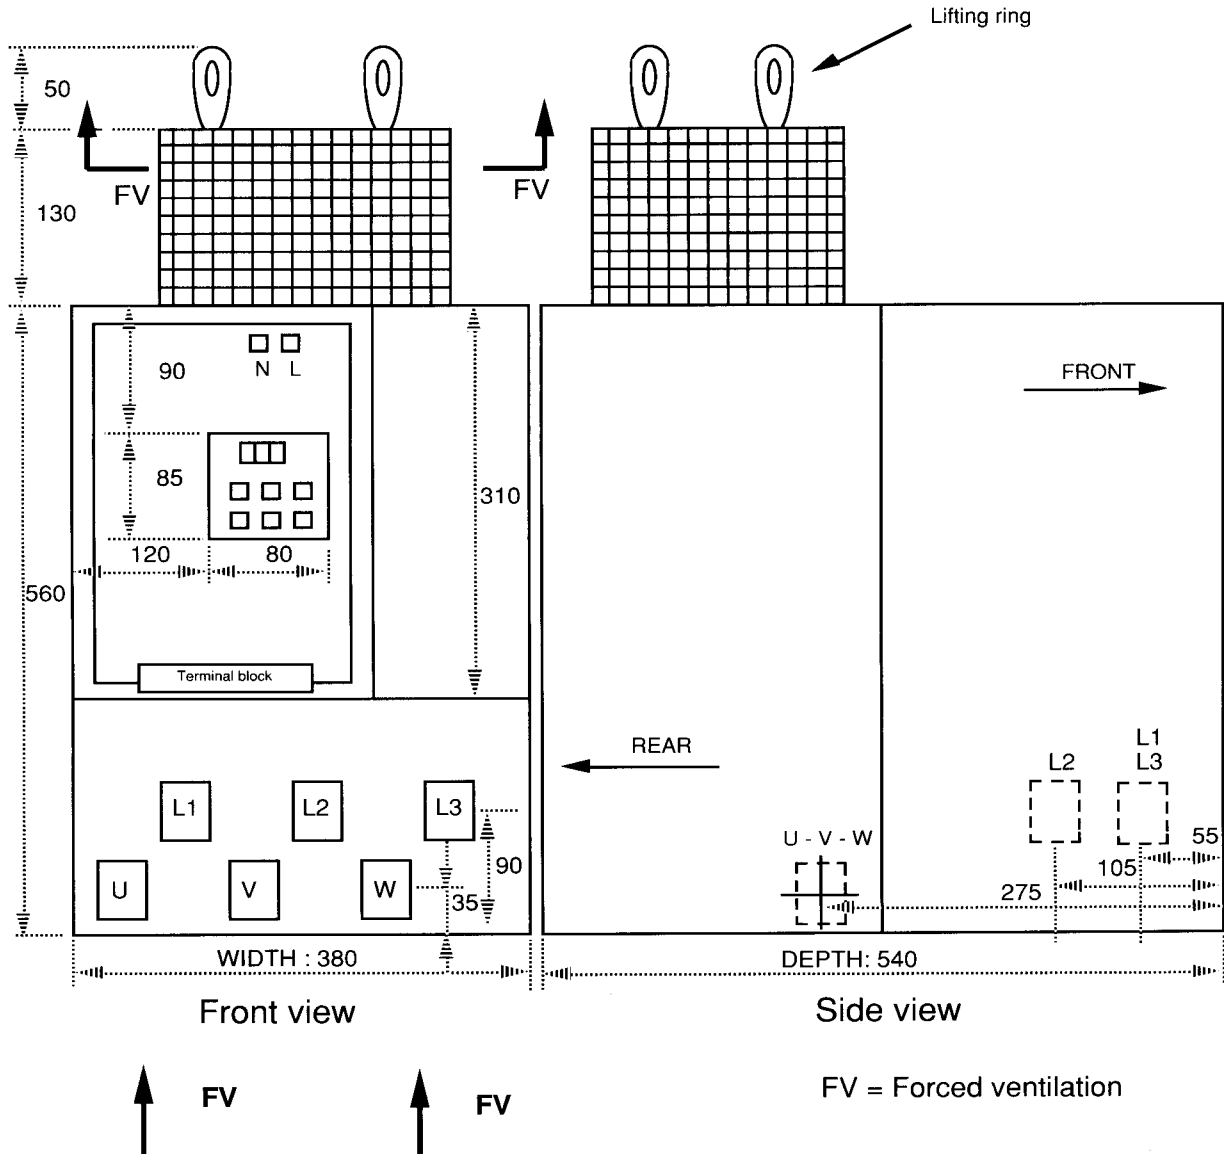 Lifting ring
50
FV
FV
130
N L
90
FRONT
85
310
120
80
560
Terminal block
REAR
L1
L2
L3
L1
L2
L3
U - V - W
55
90
105
U
V
W
35
275
WIDTH : 380
DEPTH: 540
Front view
Side view
FV
FV
FV = Forced ventilation